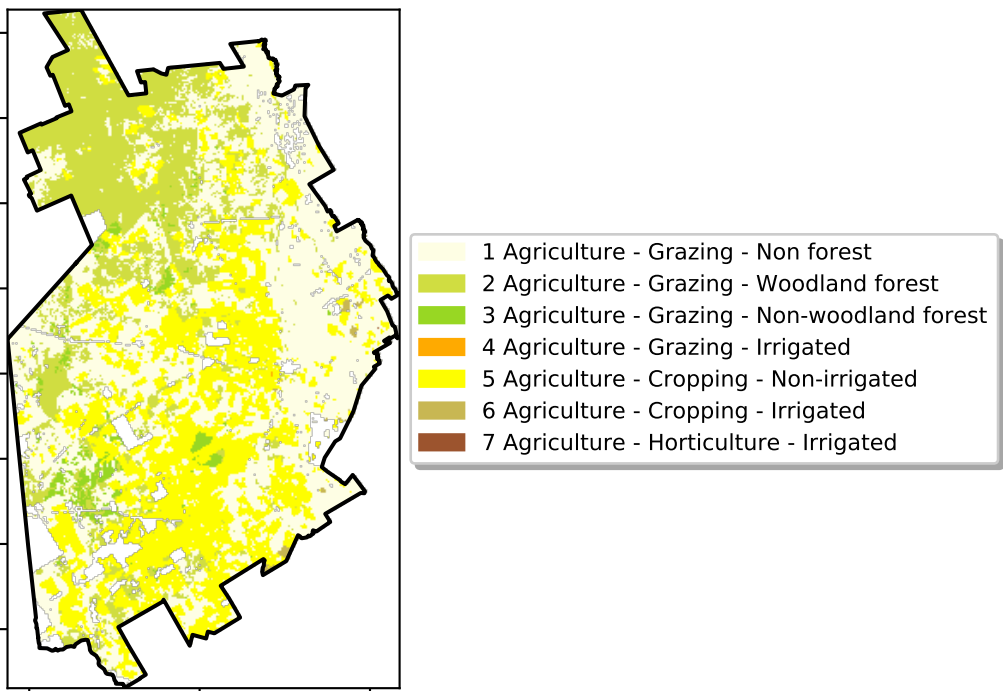 1 Agriculture - Grazing - Non forest
2 Agriculture - Grazing - Woodland forest
3 Agriculture - Grazing - Non-woodland forest
4 Agriculture - Grazing - Irrigated
5 Agriculture - Cropping - Non-irrigated
6 Agriculture - Cropping - Irrigated
7 Agriculture - Horticulture - Irrigated